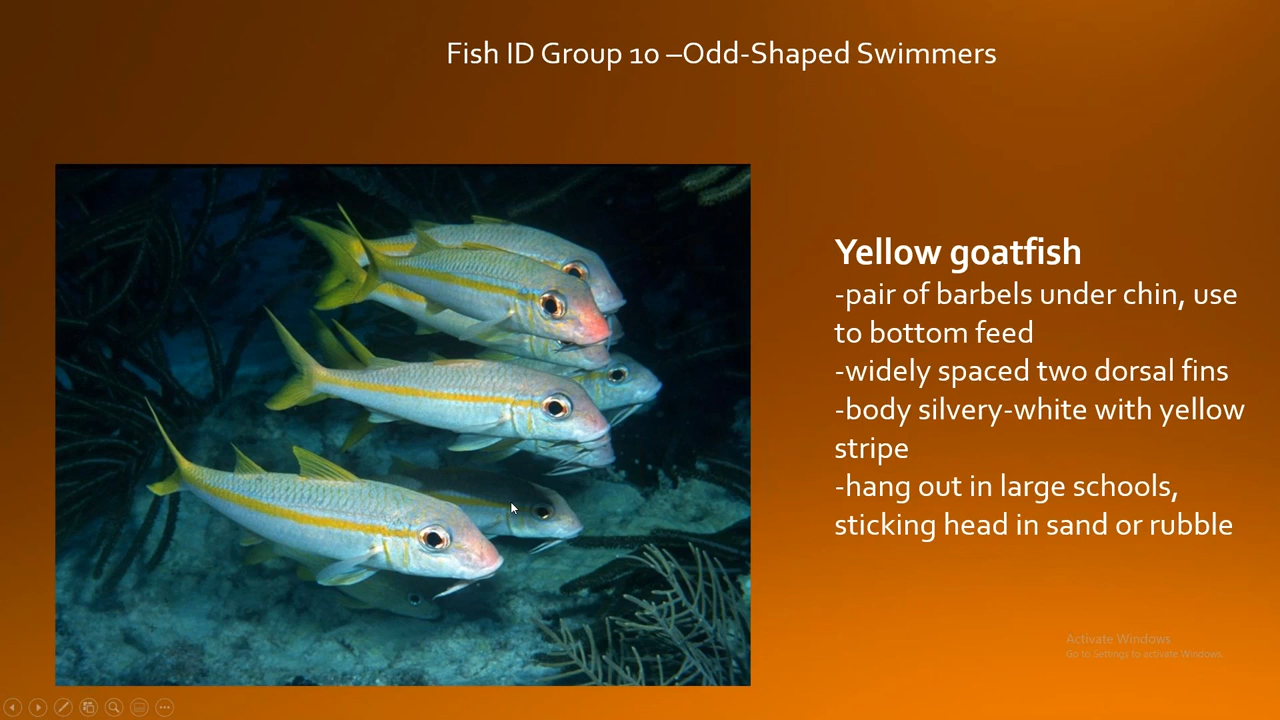 Fish ID Group 10 –Odd-Shaped Swimmers
Yellow goatfish
-pair of barbels under chin, use
to bottom feed
-widely spaced two dorsal fins
-body silvery-white with yellow
stripe
-hang out in large schools,
sticking head in sand or rubble
Activate Windows
Go to Settings to activate Windows.